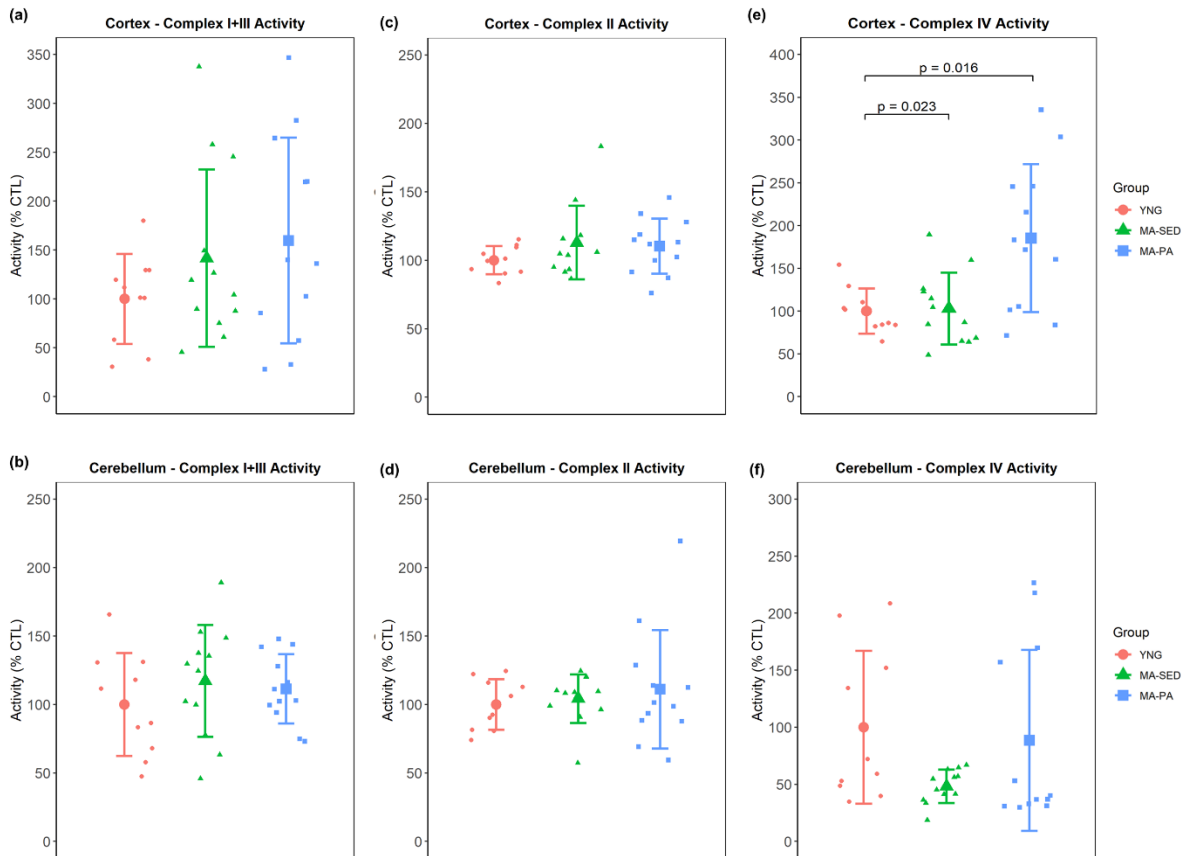 (a)
Cortex - Complex I+III Activity
Activity (% CTL)
350
300
250
200
150
100
50
0
(c)
Cortex - Complex II Activity
Activity (% CTL)
250
200
150
100
50
0
(e)
Cortex - Complex IV Activity
Activity (% CTL)
400
350
300
250
200
150
100
50
0
p = 0.016
p = 0.023
Group
YNG
MA-SED
MA-PA
(b)
Cerebellum - Complex I+III Activity
Activity (% CTL)
250
200
150
100
50
0
(d)
Cerebellum - Complex II Activity
Activity (% CTL)
250
200
150
100
50
0
(f)
Cerebellum - Complex IV Activity
Activity (% CTL)
300
250
200
150
100
50
0
Group
YNG
MA-SED
MA-PA